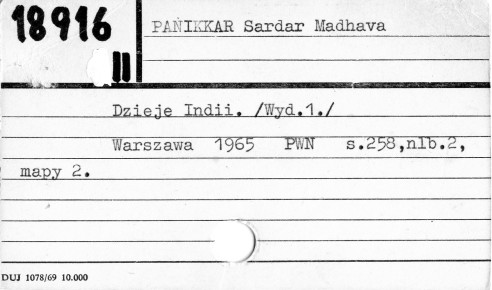 18916
II
PANIKKAR Sardar Madhava
Dzieje Indii. /Wyd.1./
Warszawa 1965 PWN s.258,nlb.2,
mapy 2.
DUJ 1078/69 10.000